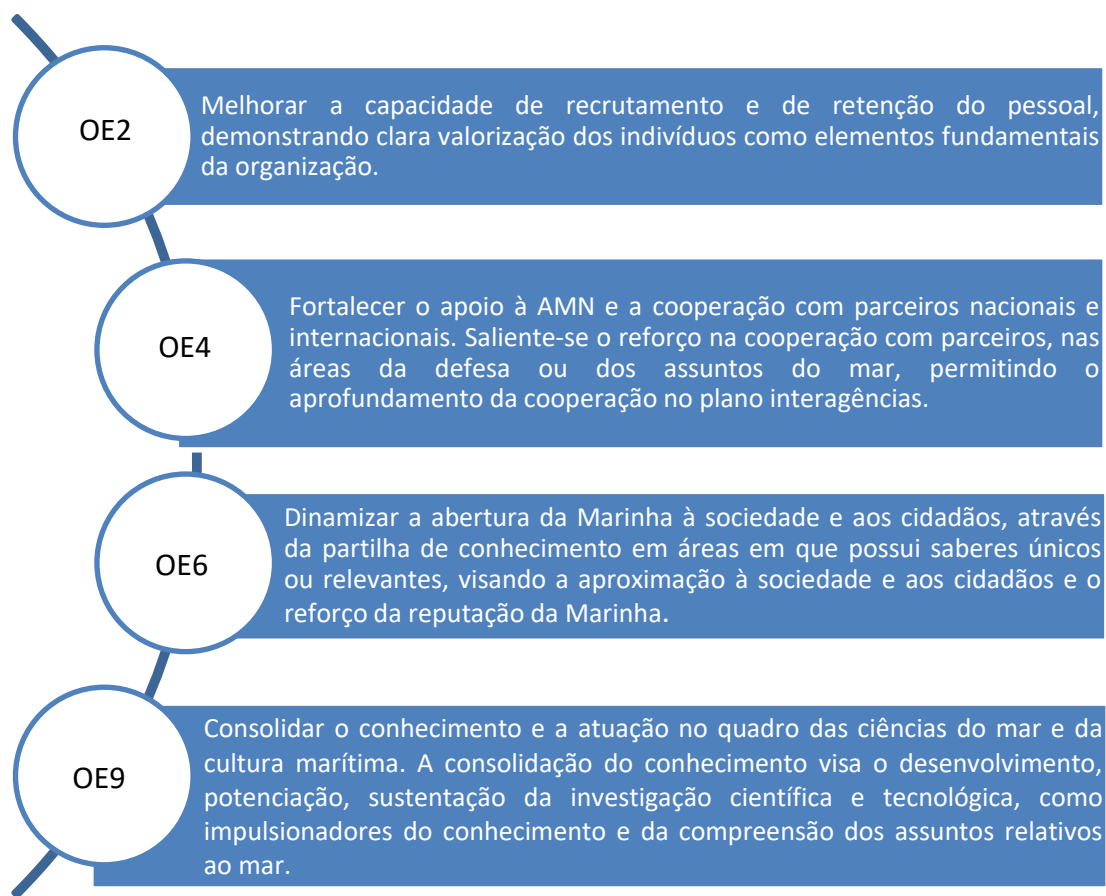 OE2
Melhorar a capacidade de recrutamento e de retenção do pessoal,
demonstrando clara valorização dos indivíduos como elementos fundamentais
da organização.
OE4
Fortalecer o apoio à AMN e a cooperação com parceiros nacionais e
internacionais. Saliente-se o reforço na cooperação com parceiros, nas
áreas da defesa ou dos assuntos do mar, permitindo o
aprofundamento da cooperação no plano interagências.
OE6
Dinamizar a abertura da Marinha à sociedade e aos cidadãos, através
da partilha de conhecimento em áreas em que possui saberes únicos
ou relevantes, visando a aproximação à sociedade e aos cidadãos e o
reforço da reputação da Marinha.
OE9
Consolidar o conhecimento e a atuação no quadro das ciências do mar e da
cultura marítima. A consolidação do conhecimento visa o desenvolvimento,
potenciação, sustentação da investigação científica e tecnológica, como
impulsionadores do conhecimento e da compreensão dos assuntos relativos
ao mar.